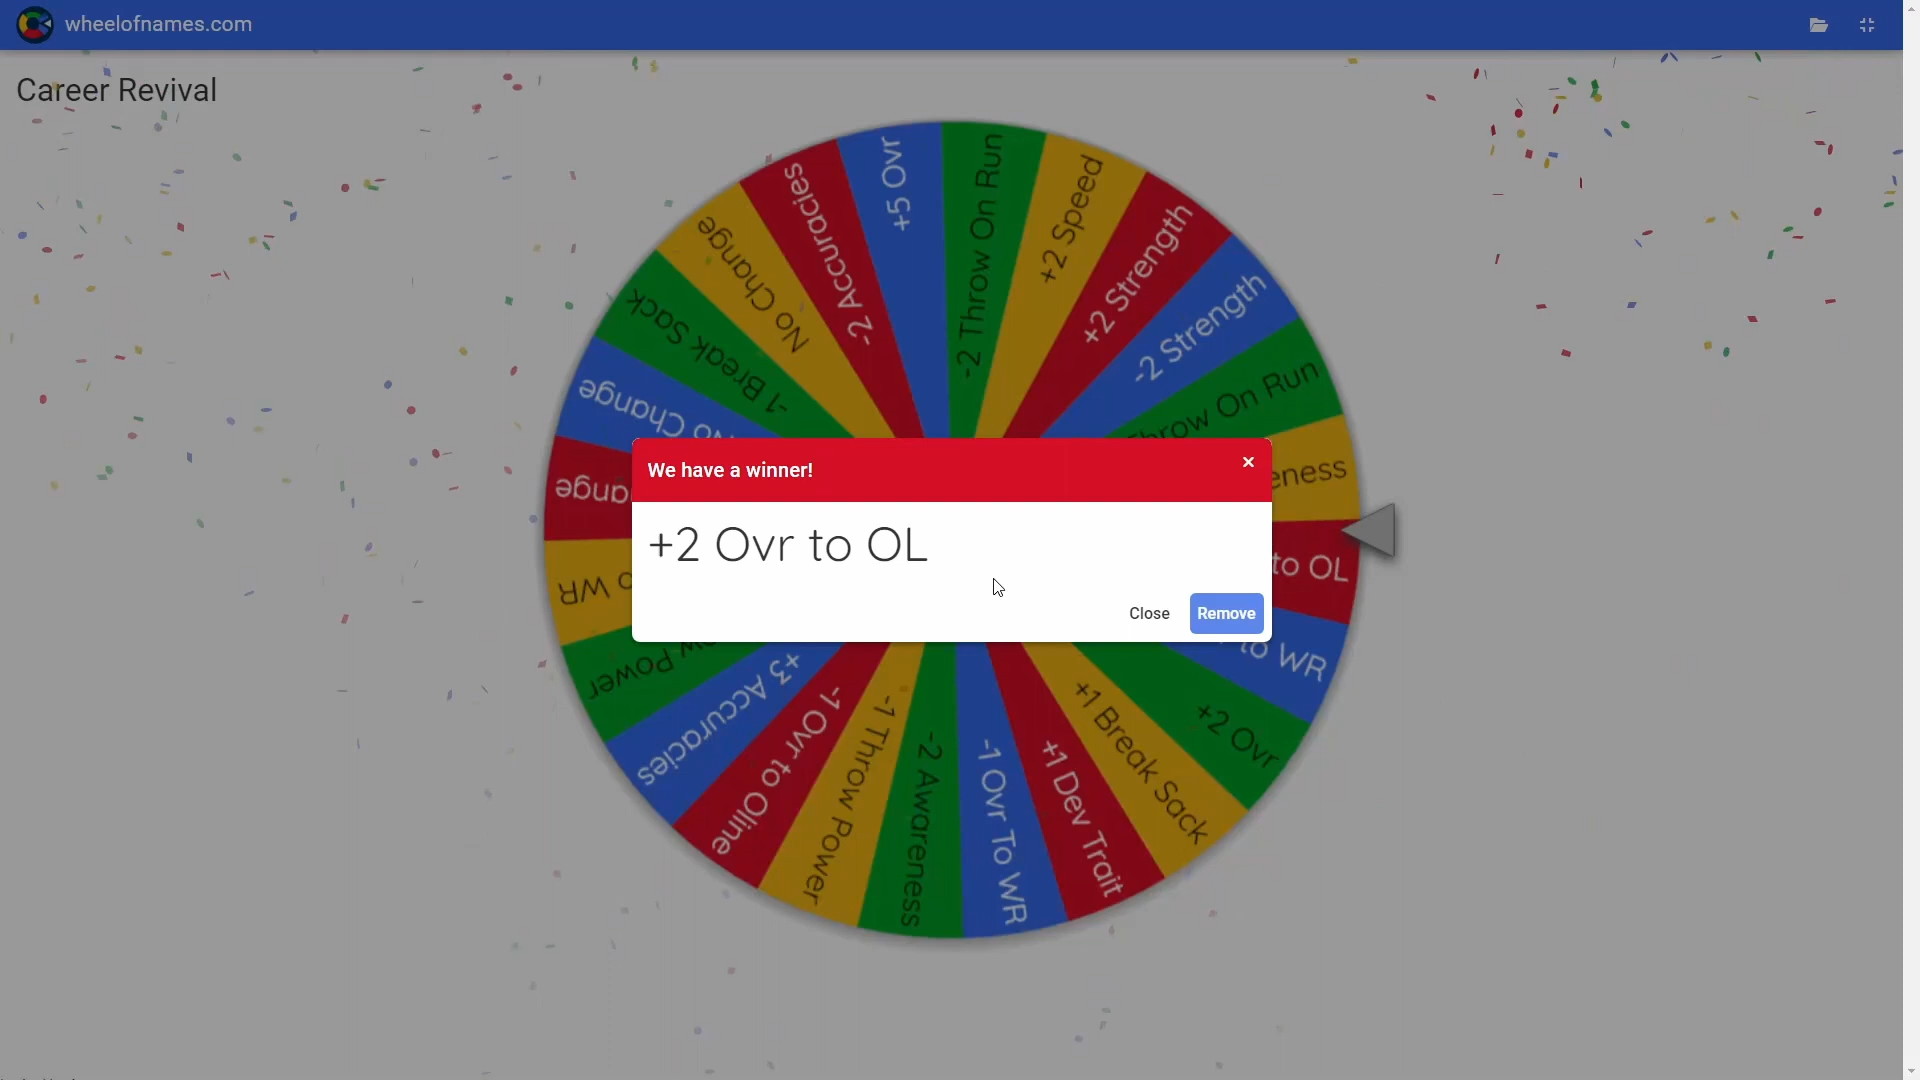 wheelofnames.com
Career Revival
+5 Ovr
-2 Throw On Run
+2 Speed
+2 Strength
-2 Strength
Throw On Run
to OL
to WR
+2 Ovr
+1 Break Sack
+1 Dev Trait
-1 Ovr To WR
-2 Awareness
-1 Throw Power
-1 Ovr to Oline
+3 Accuracies
Power
WR
No Change
-1 Break Sack
No Change
-2 Accuracies
We have a winner!
+2 Ovr to OL
Close
Remove